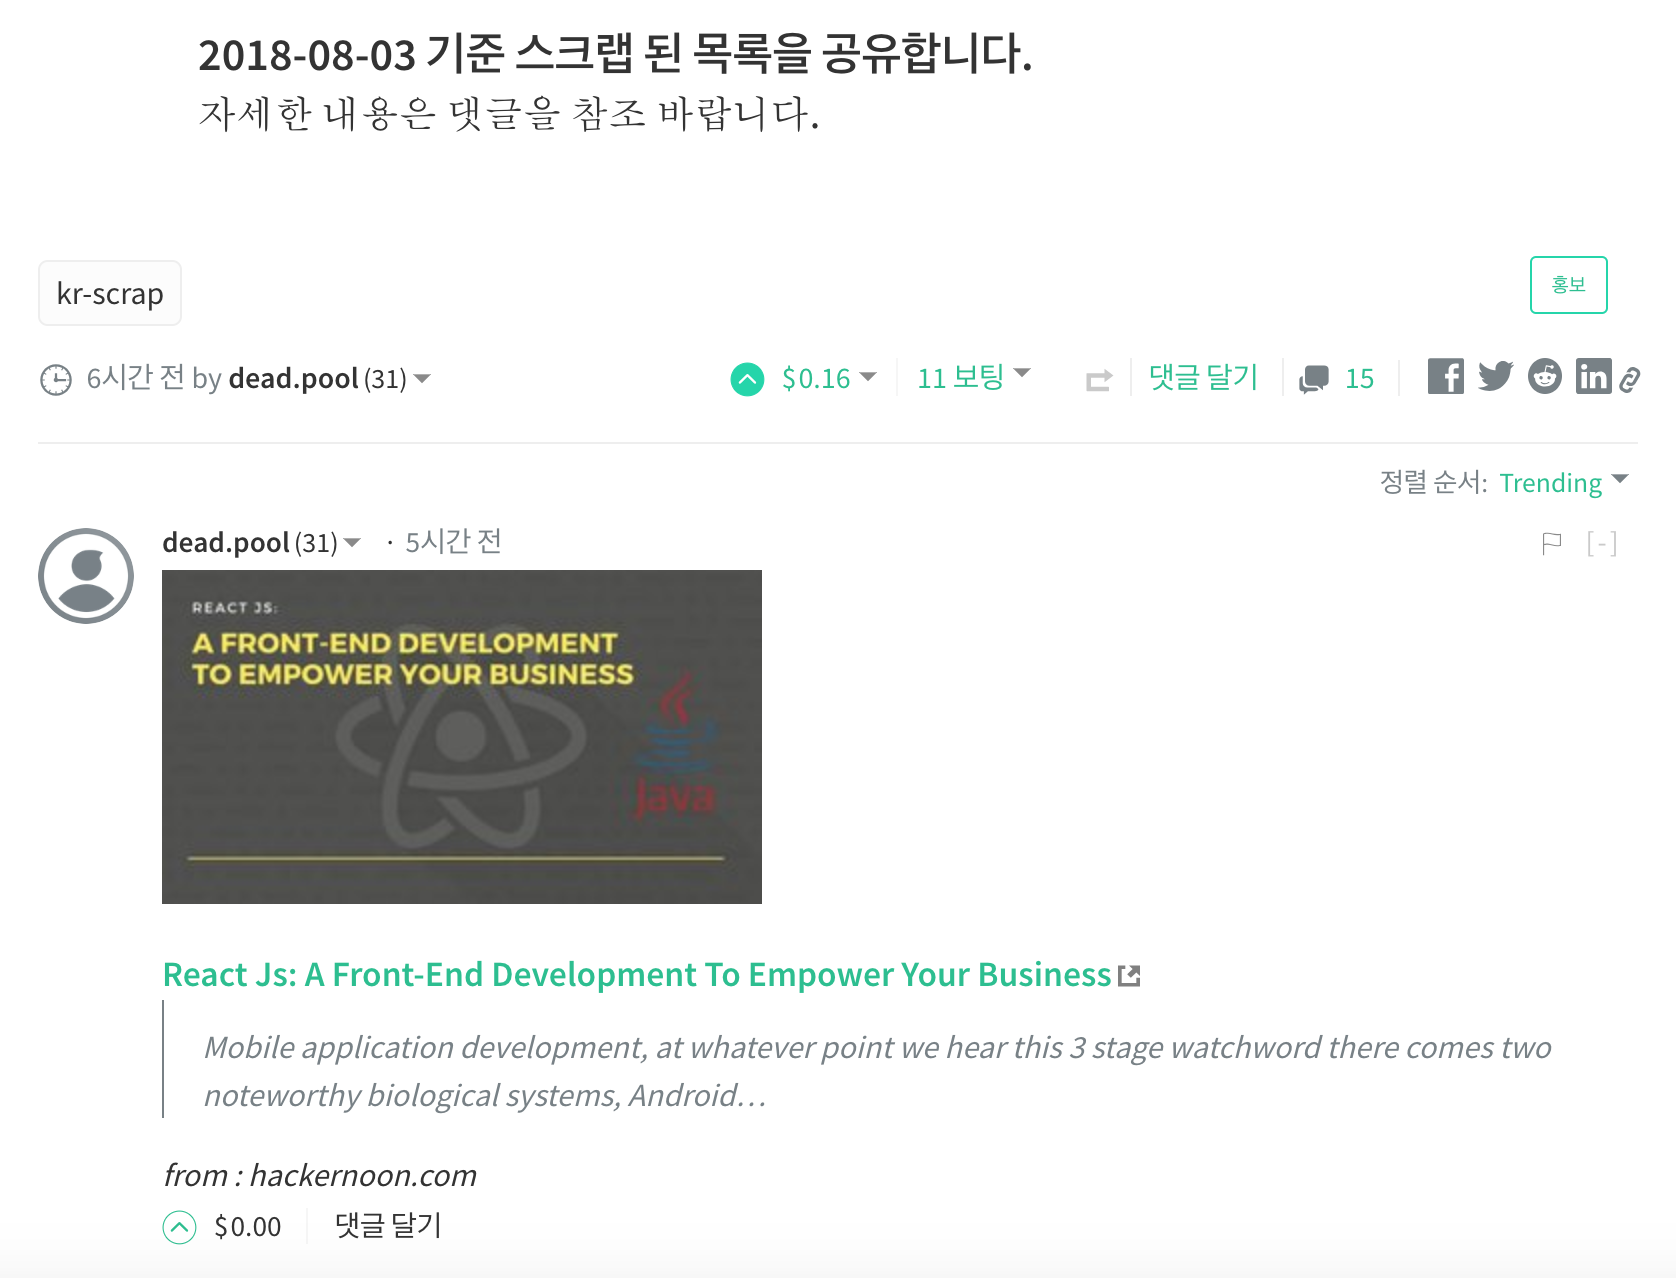 2018-08-03 기준 스크랩 된 목록을 공유합니다.
자세한 내용은 댓글을 참조 바랍니다.
kr-scrap
홍보
6시간 전 by dead.pool (31)
$0.16
11 보팅
댓글 달기
15
정렬 순서: Trending
dead.pool (31) · 5시간 전
[-]
REACT JS:
A FRONT-END DEVELOPMENT
TO EMPOWER YOUR BUSINESS
Java
React Js: A Front-End Development To Empower Your Business
Mobile application development, at whatever point we hear this 3 stage watchword there comes two
noteworthy biological systems, Android…
from : hackernoon.com
$0.00
댓글 달기